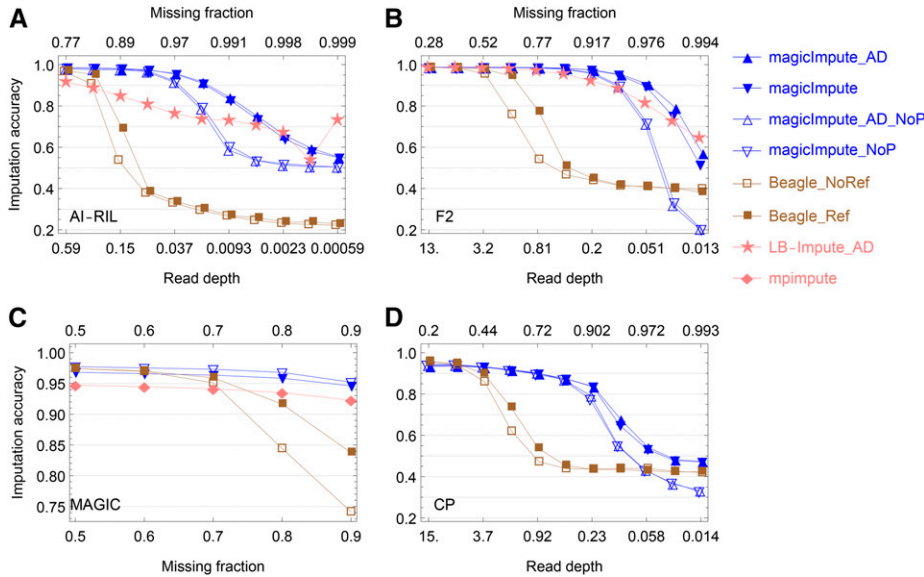 A
Missing fraction
0.77 0.89 0.97 0.991 0.998 0.999
Imputation accuracy
1.0
0.8
0.6
0.4
0.2
AI-RIL
0.59 0.15 0.037 0.0093 0.0023 0.00059
Read depth
B
Missing fraction
0.28 0.52 0.77 0.917 0.976 0.994
1.0
0.8
0.6
0.4
0.2
F2
13. 3.2 0.81 0.2 0.051 0.013
Read depth
magicImpute_AD
magicImpute
magicImpute_AD_NoP
magicImpute_NoP
Beagle_NoRef
Beagle_Ref
LB-Impute_AD
mpimpute
C
0.5 0.6 0.7 0.8 0.9
Imputation accuracy
1.00
0.95
0.90
0.85
0.80
0.75
MAGIC
0.5 0.6 0.7 0.8 0.9
Missing fraction
D
0.2 0.44 0.72 0.902 0.972 0.993
1.0
0.8
0.6
0.4
0.2
CP
15. 3.7 0.92 0.23 0.058 0.014
Read depth